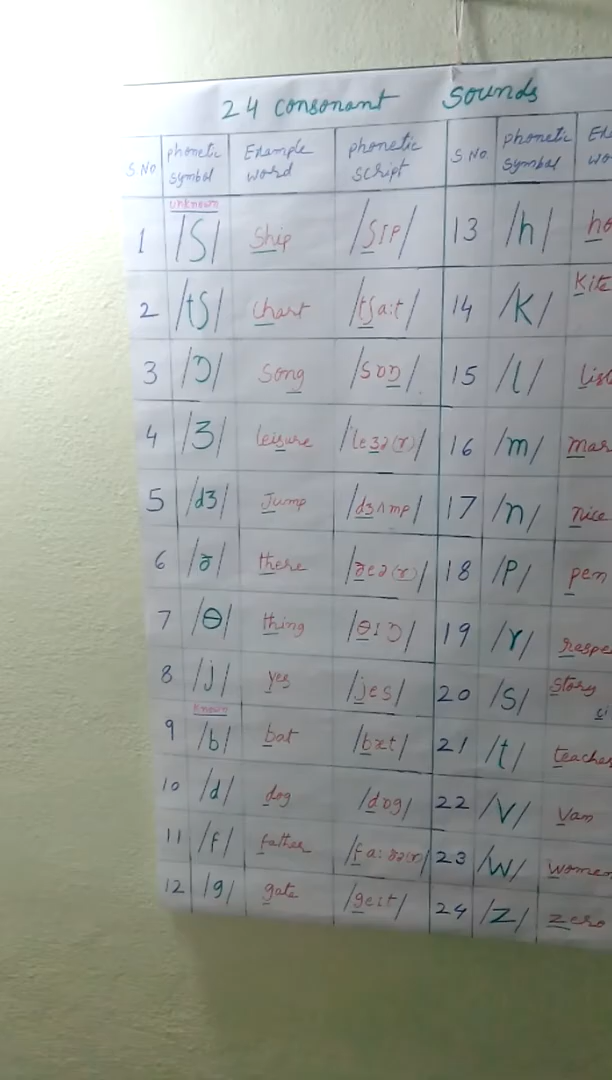 24 consonant sounds
S No phonetic symbol Example word phonetic script S No phonetic symbol
unknown
1 /ʃ/ Ship /ʃɪp/ 13 /h/
2 /tʃ/ chart /tʃa:t/ 14 /k/ Kite
3 /ŋ/ Song /sɒŋ/ 15 /l/ list
4 /ʒ/ leisure /leʒə(r)/ 16 /m/
5 /dʒ/ Jump /dʒʌmp/ 17 /n/ nice
6 /ð/ there /ðeə(r)/ 18 /p/ pen
7 /θ/ thing /θɪŋ/ 19 /r/
8 /j/ yes /jes/ 20 /s/ Story
known
9 /b/ bat /bæt/ 21 /t/
10 /d/ dog /dog/ 22 /v/ Van
11 /f/ father /fa:ðə(r)/ 23 /w/ women
12 /g/ gate /geɪt/ 24 /z/ zero